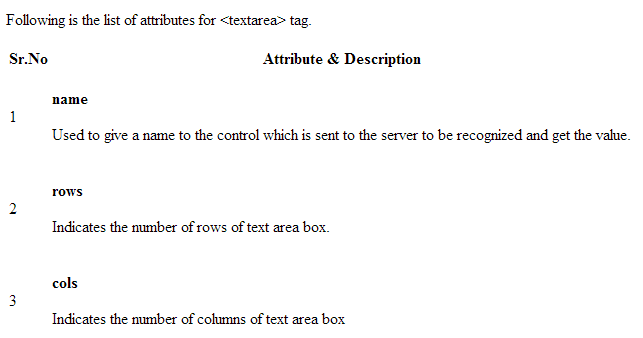 Following is the list of attributes for <textarea> tag.
Sr.No Attribute & Description
name
1
Used to give a name to the control which is sent to the server to be recognized and get the value.
rows
2
Indicates the number of rows of text area box.
cols
3
Indicates the number of columns of text area box